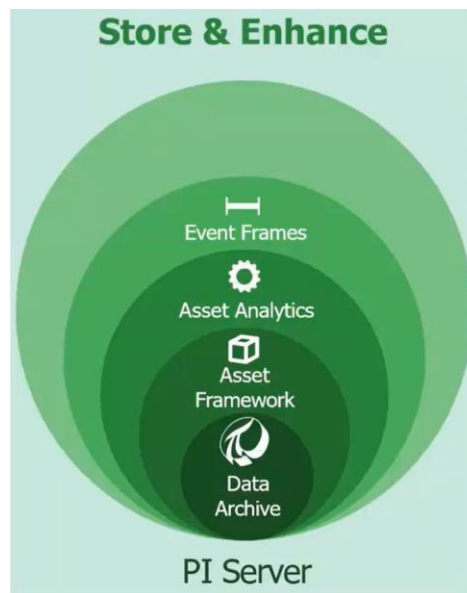 Store & Enhance
Event Frames
Asset Analytics
Asset
Framework
Data
Archive
PI Server